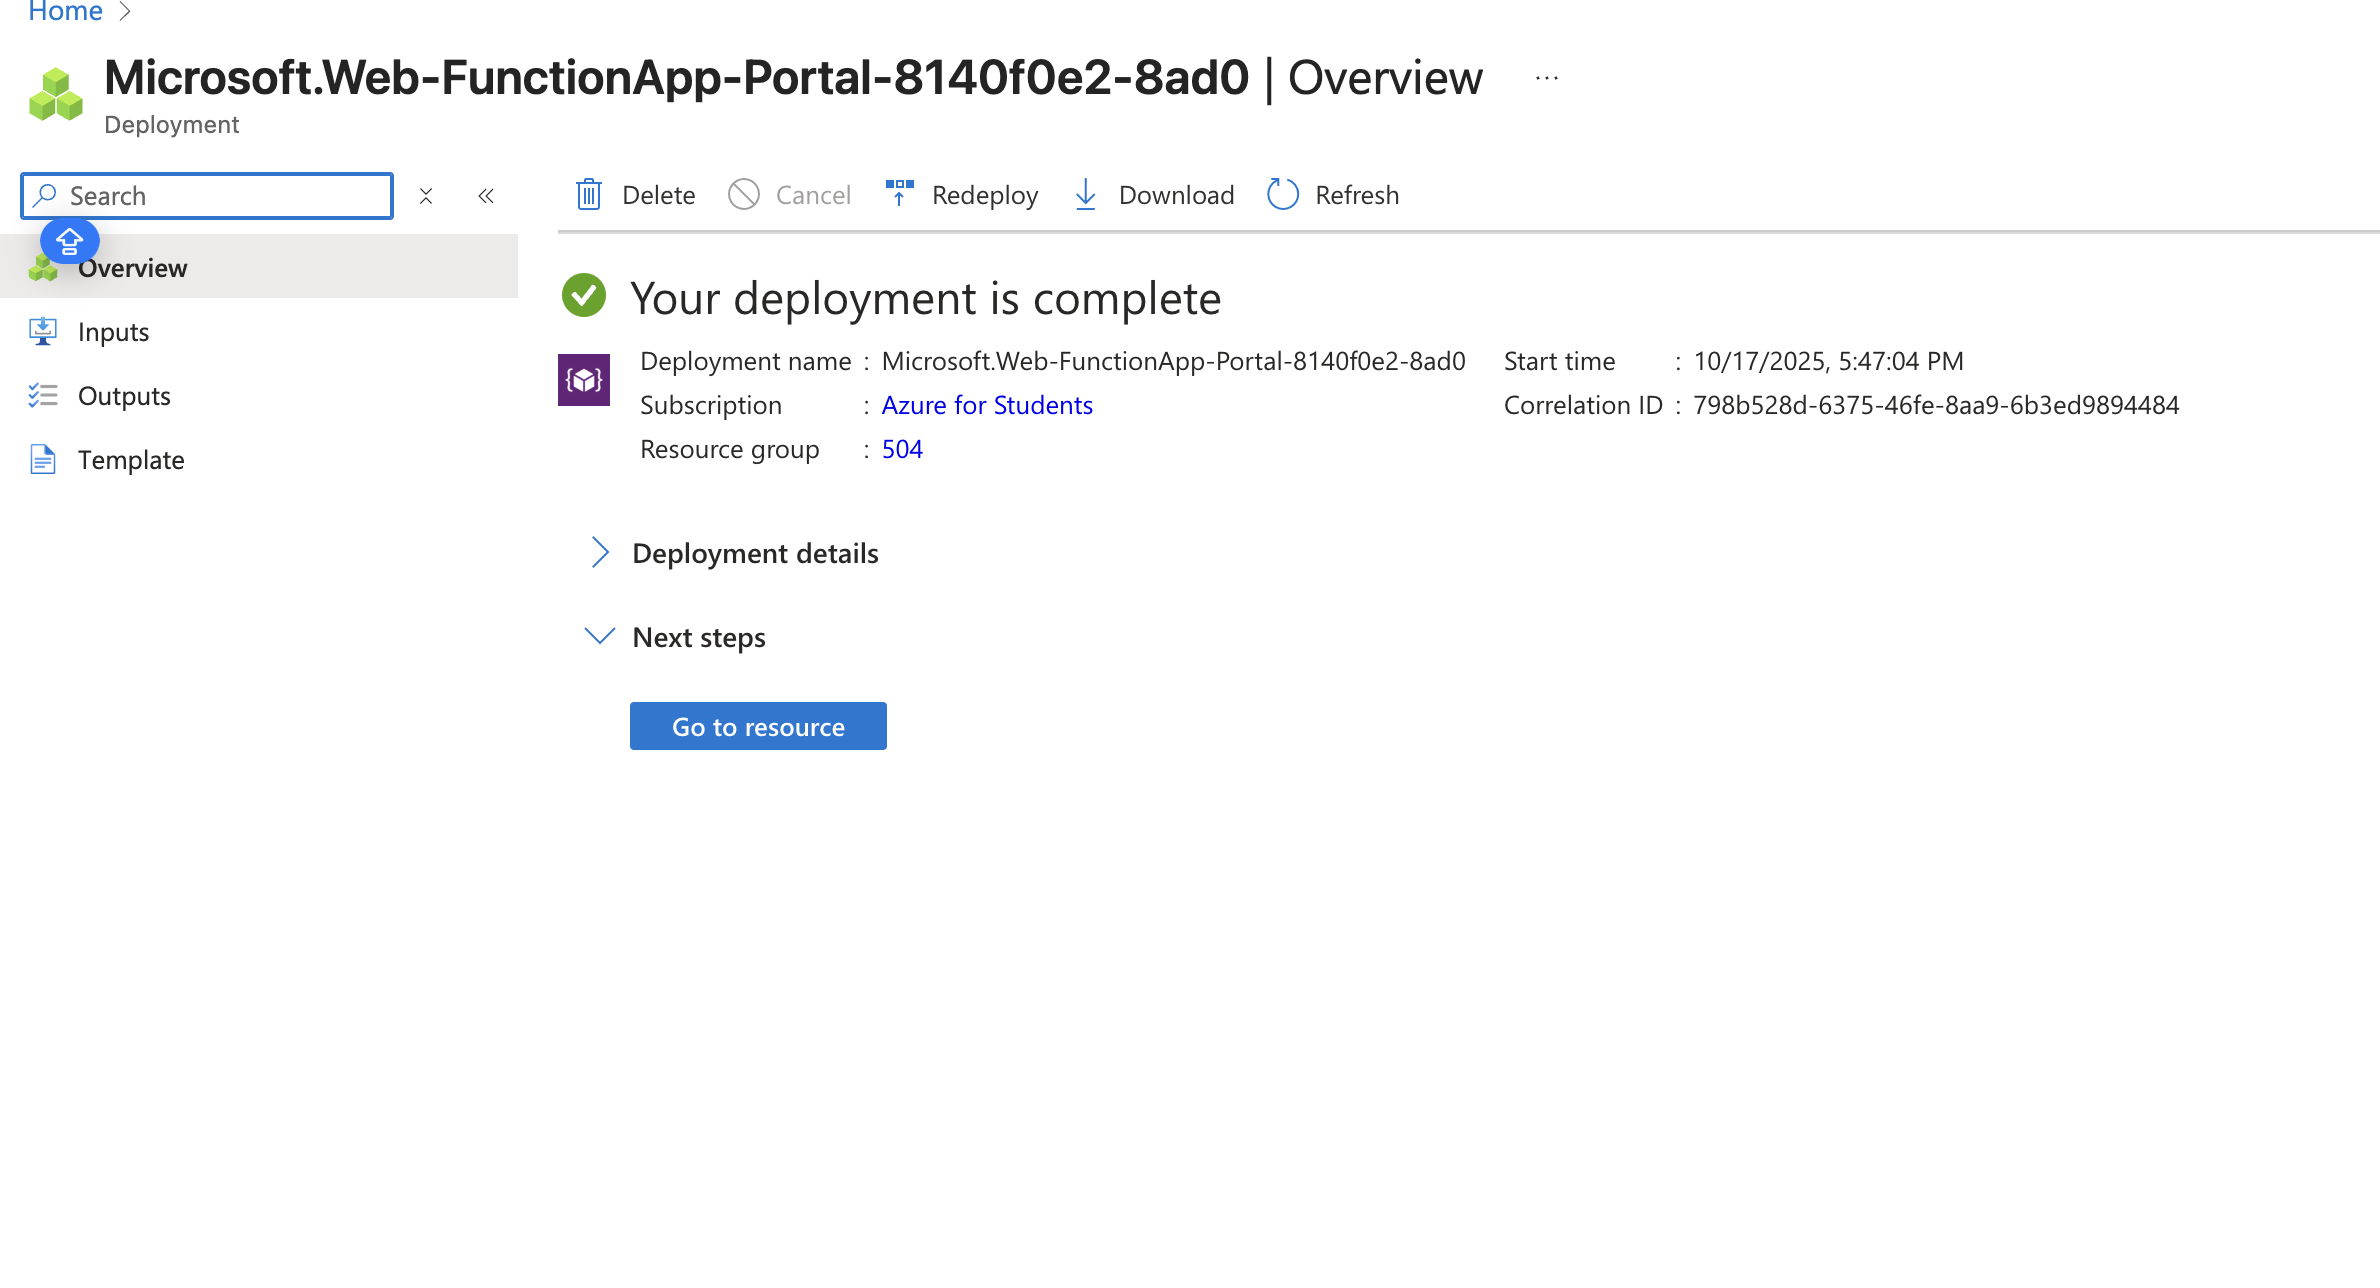 Home
Microsoft.Web-FunctionApp-Portal-8140f0e2-8ad0 | Overview ...
Deployment
Search
Delete Cancel Redeploy Download Refresh
Overview
Inputs
Outputs
Template
Your deployment is complete
Deployment name : Microsoft.Web-FunctionApp-Portal-8140f0e2-8ad0 Start time : 10/17/2025, 5:47:04 PM
Subscription : Azure for Students Correlation ID : 798b528d-6375-46fe-8aa9-6b3ed9894484
Resource group : 504
Deployment details
Next steps
Go to resource